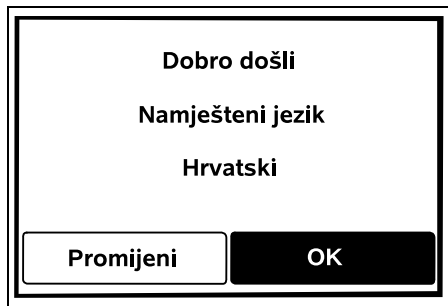 Dobro došli
Namješteni jezik
Hrvatski
Promijeni
OK